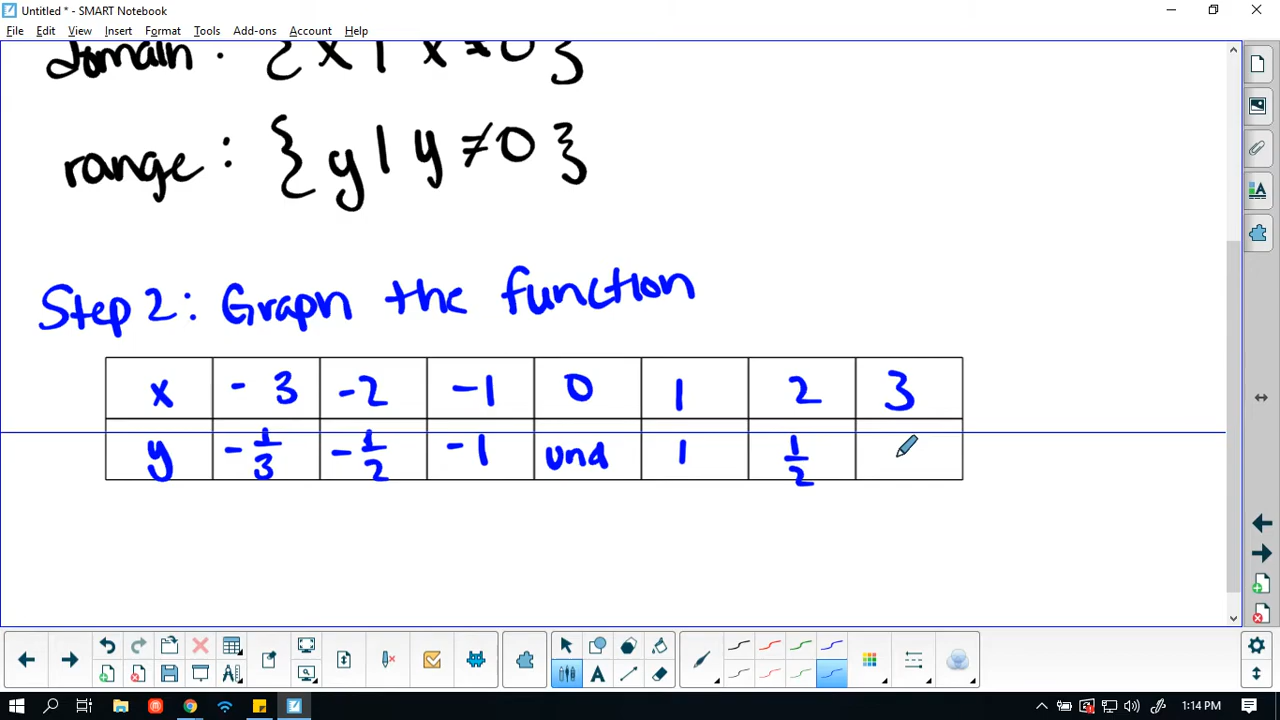 Untitled * - SMART Notebook
File Edit View Insert Format Tools Add-ons Account Help
domain : {x | x ≠ 0}
range : {y | y ≠ 0}
Step 2: Graph the function
x -3 -2 -1 0 1 2 3
y -1/3 -1/2 -1 und 1 1/2
1:14 PM